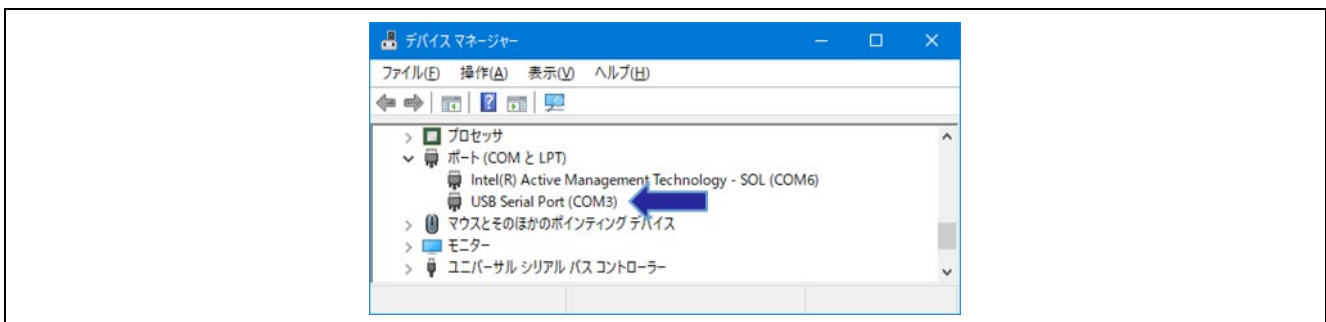 デバイス マネージャー
ファイル(F) 操作(A) 表示(V) ヘルプ(H)
プロセッサ
ポート (COM と LPT)
Intel(R) Active Management Technology - SOL (COM6)
USB Serial Port (COM3)
マウスとそのほかのポインティング デバイス
モニター
ユニバーサル シリアル バス コントローラー